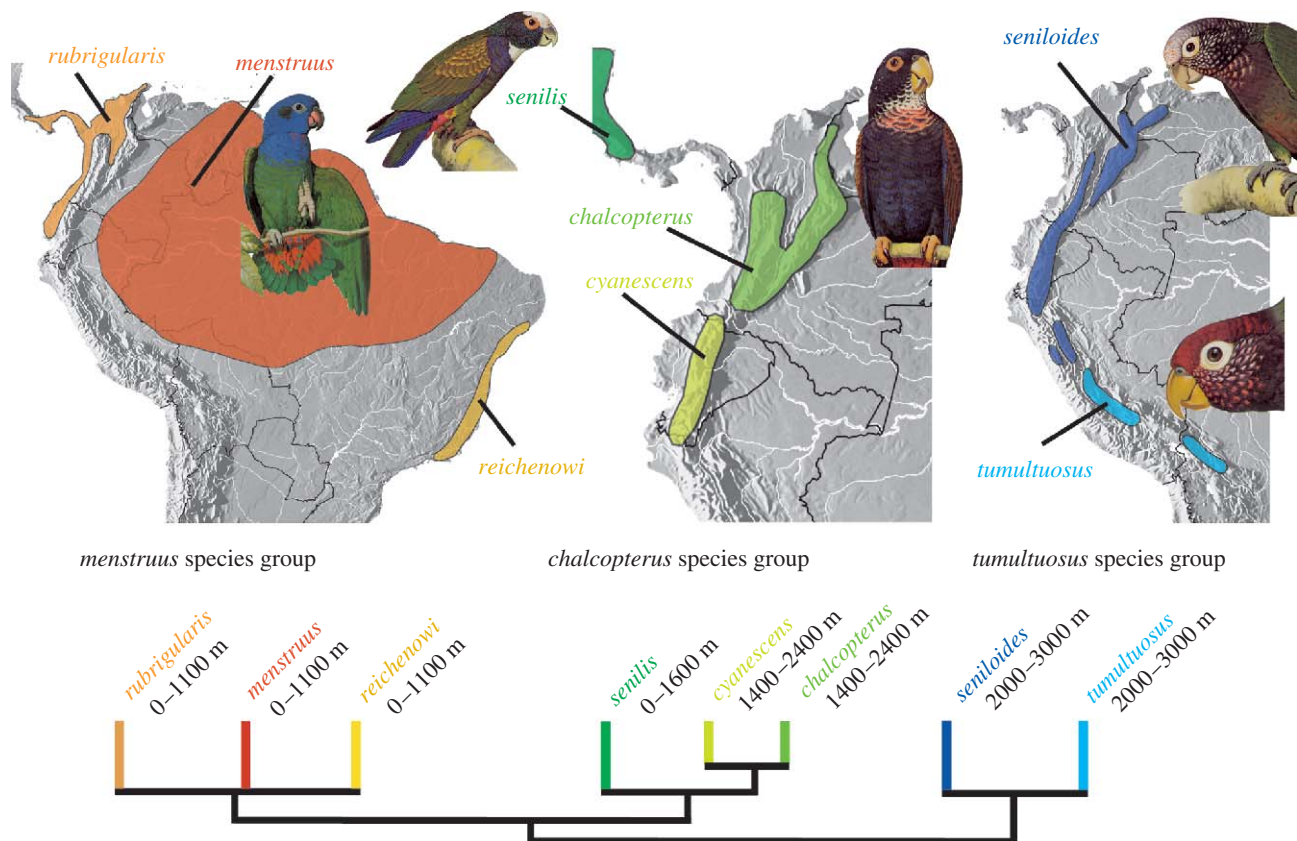 rubrigularis
menstruus
reichenowi
senilis
chalcopterus
cyanescens
seniloides
tumultuosus
menstruus species group
chalcopterus species group
tumultuosus species group
rubrigularis
0–1100 m
menstruus
0–1100 m
reichenowi
0–1100 m
senilis
0–1600 m
cyanescens
1400–2400 m
chalcopterus
1400–2400 m
seniloides
2000–3000 m
tumultuosus
2000–3000 m